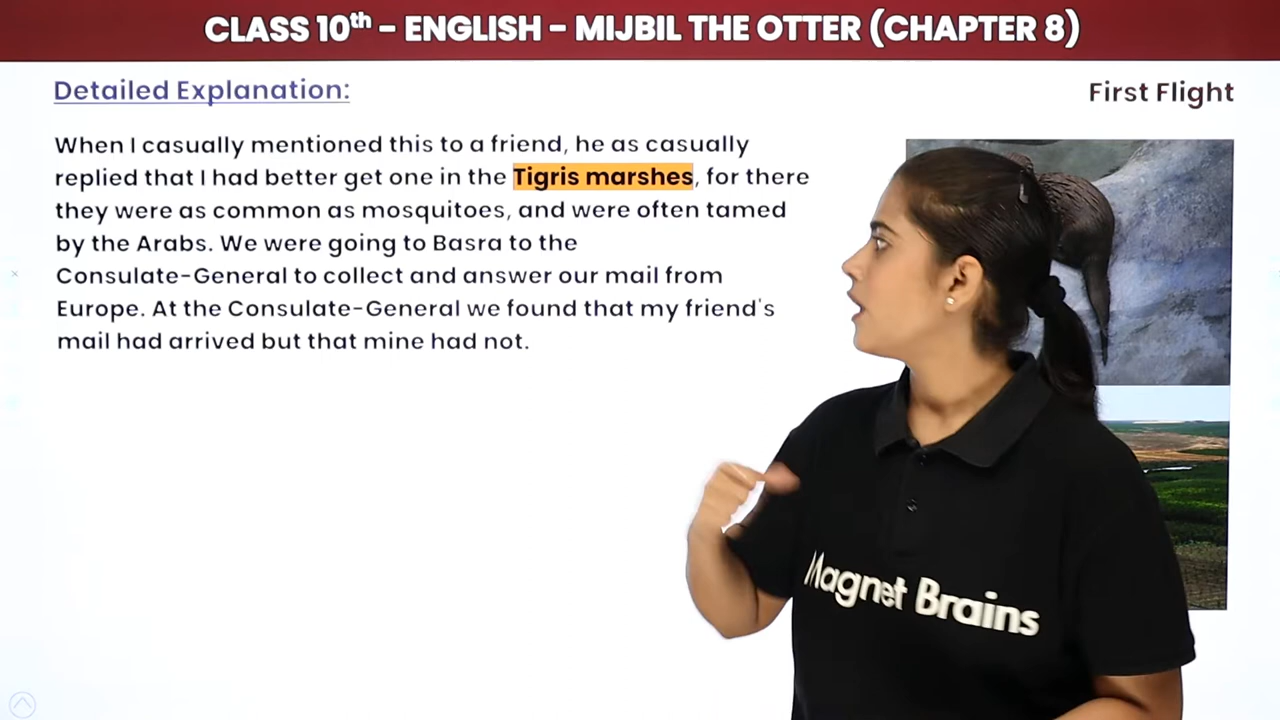 CLASS 10th - ENGLISH - MIJBIL THE OTTER (CHAPTER 8)
Detailed Explanation:
First Flight
When I casually mentioned this to a friend, he as casually
replied that I had better get one in the Tigris marshes, for there
they were as common as mosquitoes, and were often tamed
by the Arabs. We were going to Basra to the
Consulate-General to collect and answer our mail from
Europe. At the Consulate-General we found that my friend's
mail had arrived but that mine had not.
Magnet Brains